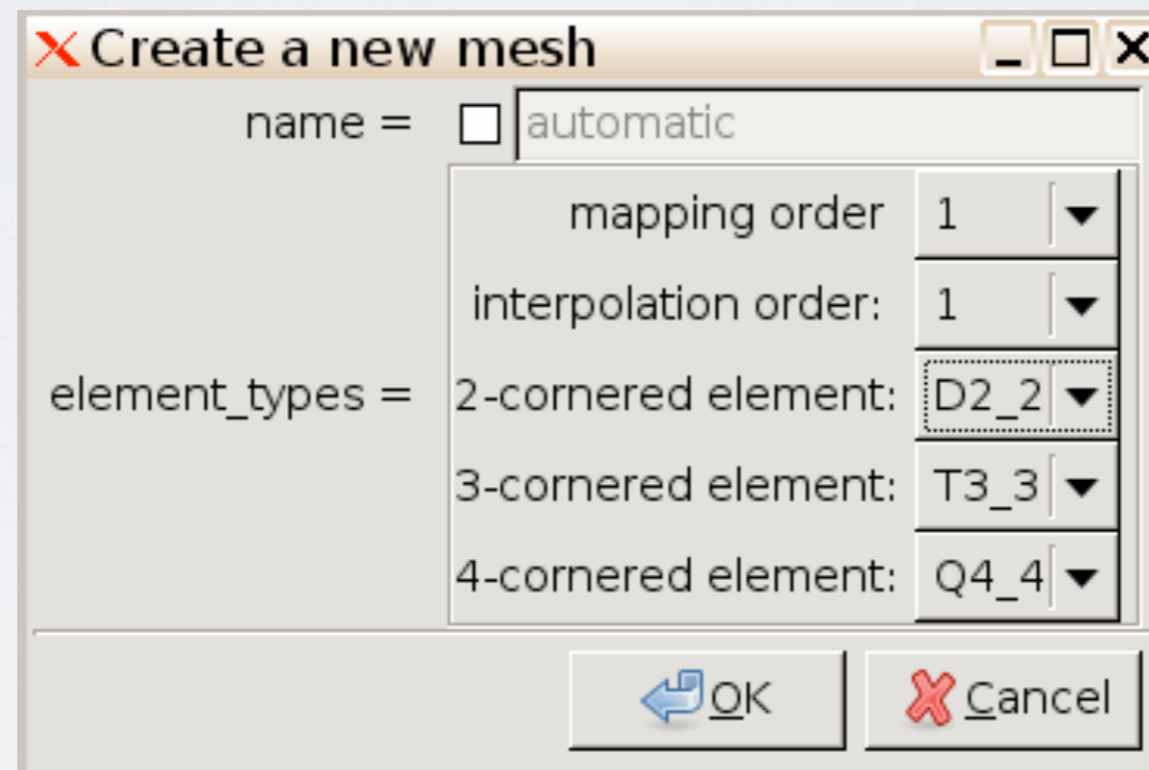 Create a new mesh
name = automatic
mapping order 1
interpolation order: 1
element_types = 2-cornered element: D2_2
3-cornered element: T3_3
4-cornered element: Q4_4
OK Cancel